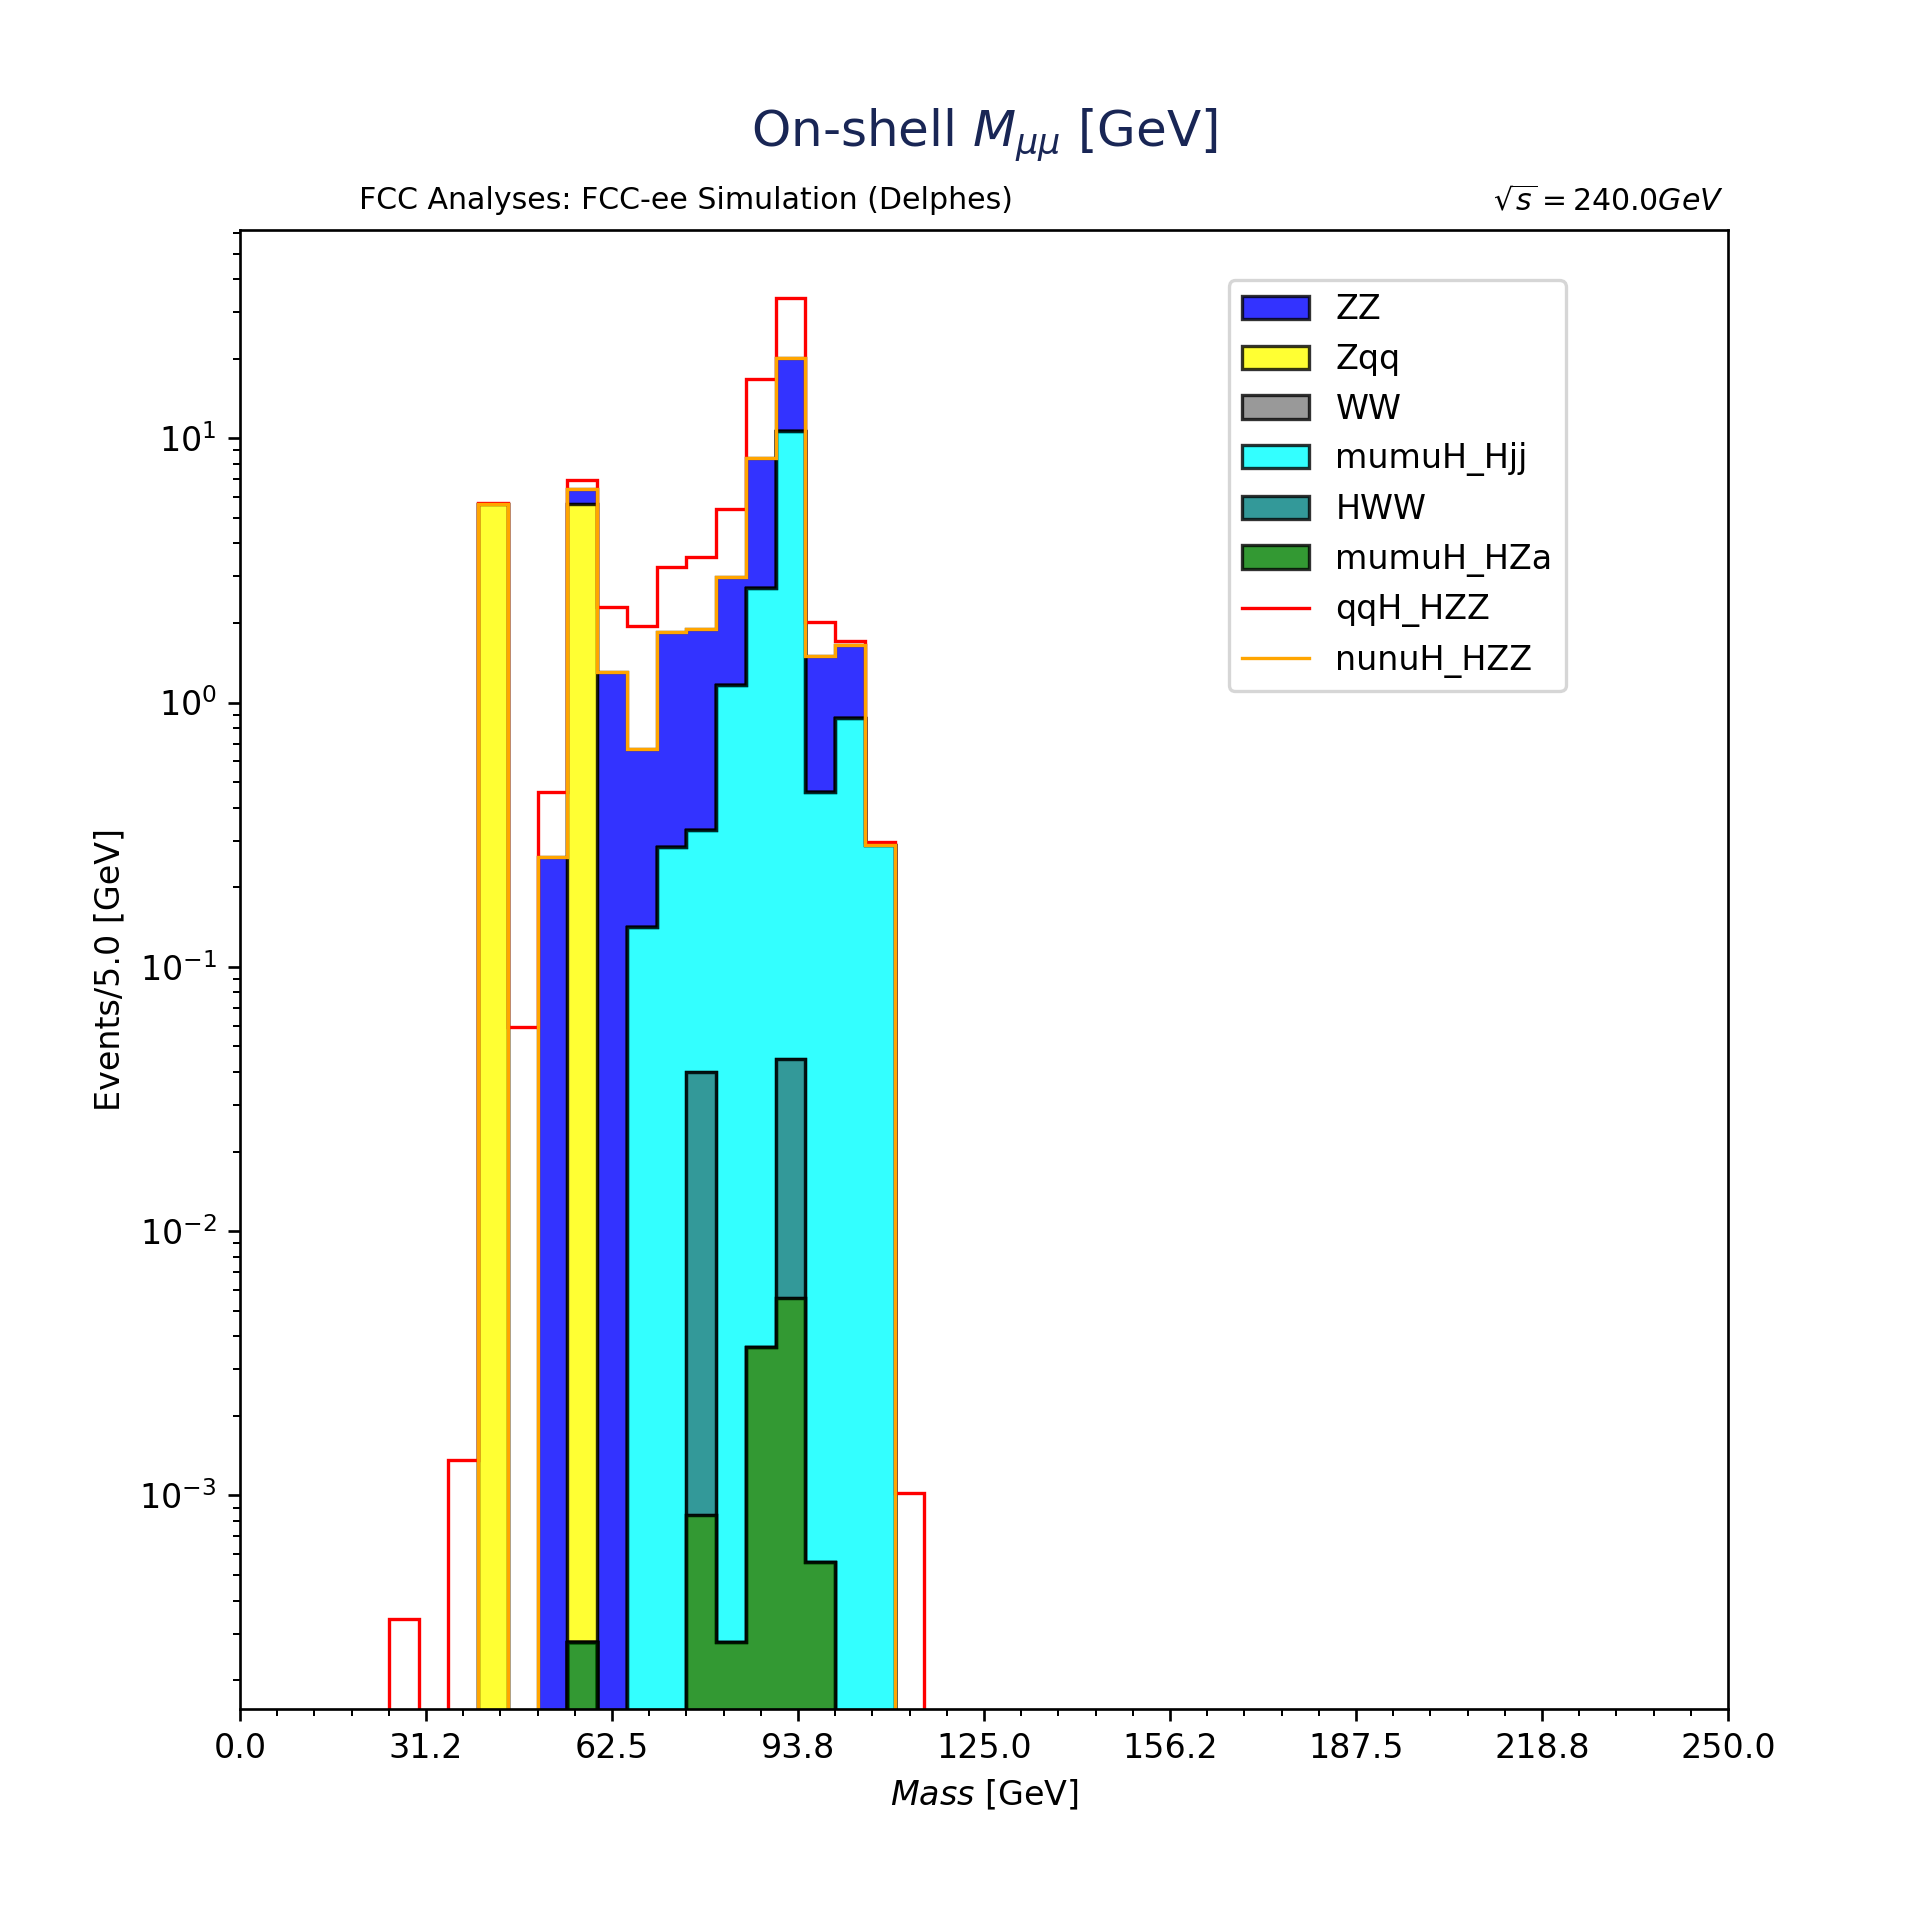 On-shell M_μμ [GeV]
FCC Analyses: FCC-ee Simulation (Delphes)
√s = 240.0GeV
ZZ
Zqq
WW
mumuH_Hjj
HWW
mumuH_HZa
qqH_HZZ
nunuH_HZZ
10¹
10⁰
10⁻¹
10⁻²
10⁻³
Events/5.0 [GeV]
0.0 31.2 62.5 93.8 125.0 156.2 187.5 218.8 250.0
Mass [GeV]